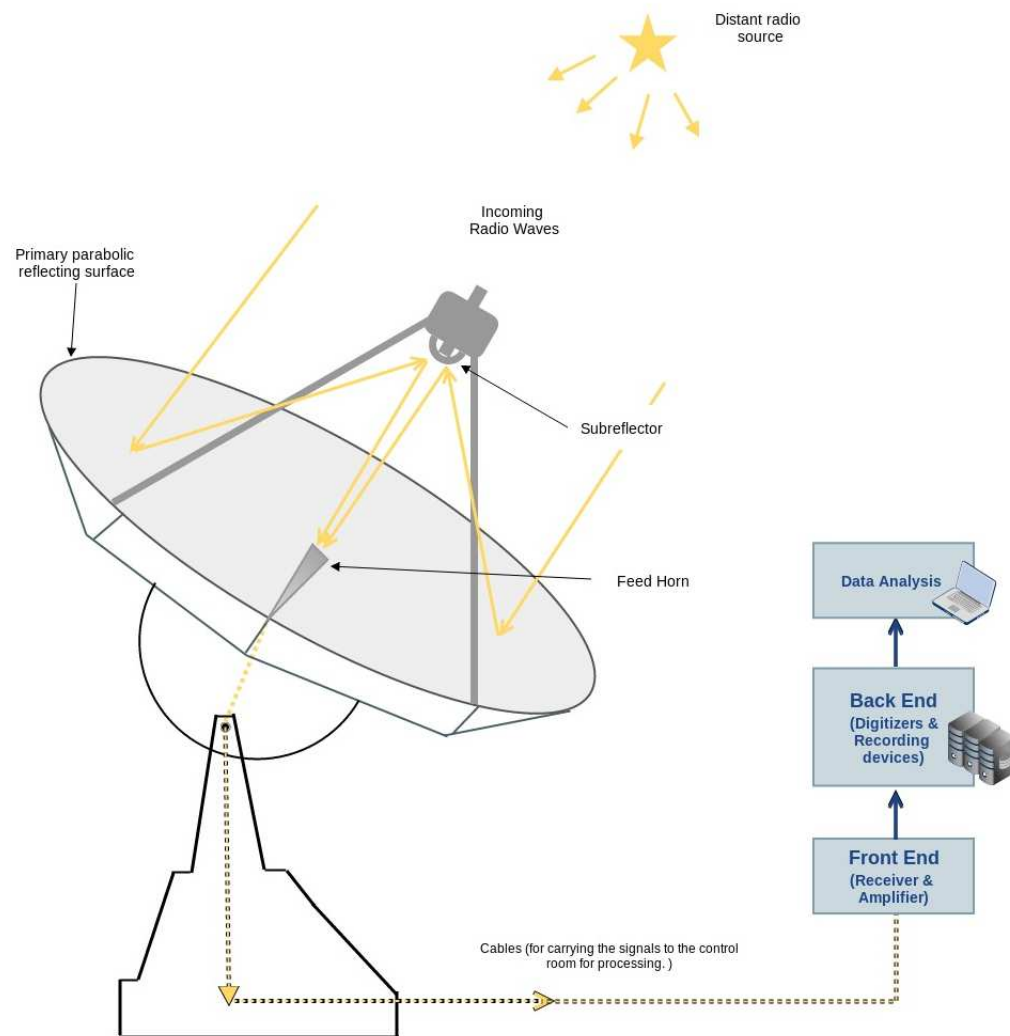 Distant radio
source
Incoming
Radio Waves
Primary parabolic
reflecting surface
Subreflector
Feed Horn
Data Analysis
Back End
(Digitizers &
Recording
devices)
Front End
(Receiver &
Amplifier)
Cables (for carrying the signals to the control
room for processing. )